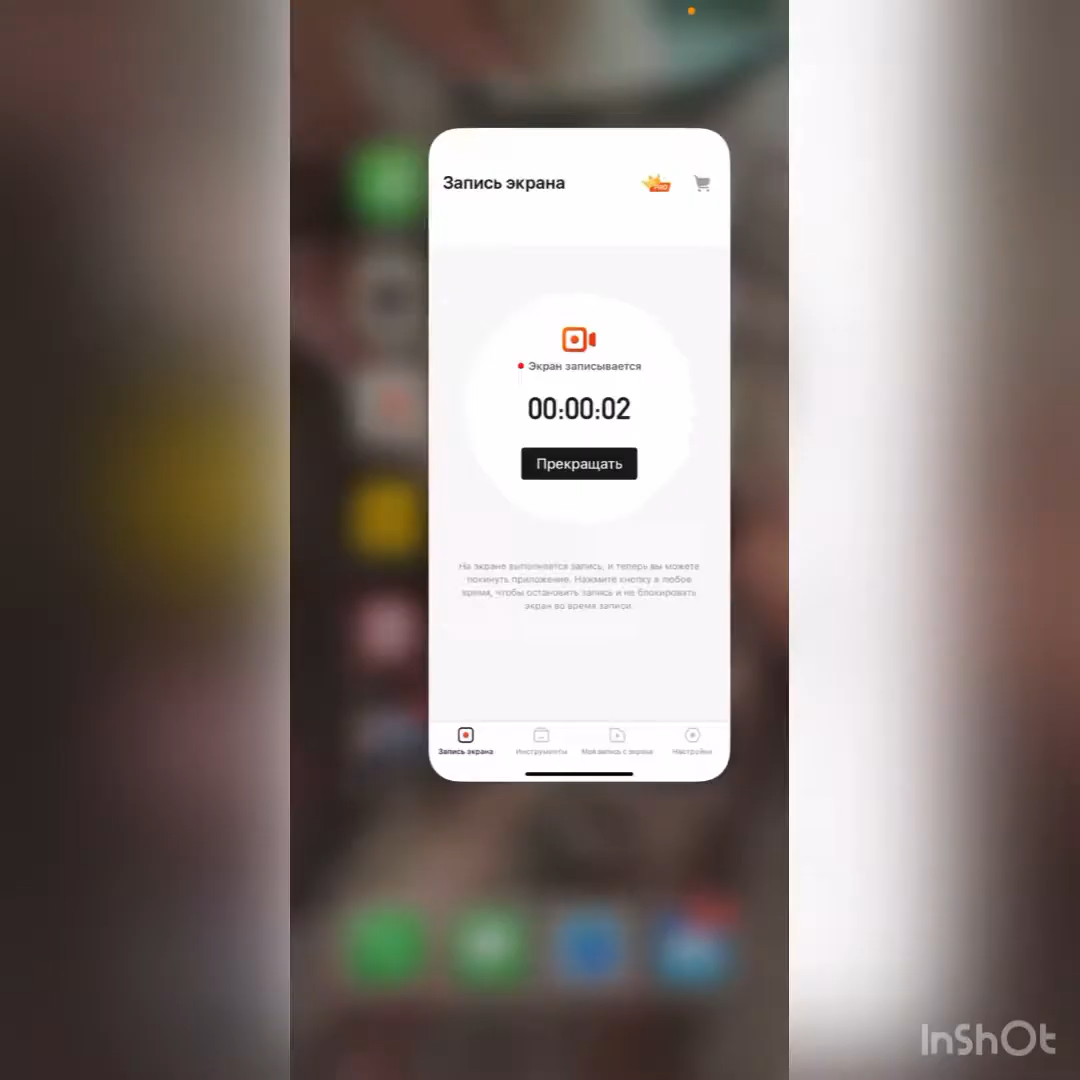 Запись экрана
PRO
Экран записывается
00:00:02
Прекращать
На экране выполняется запись, и теперь вы можете
покинуть приложение. Нажмите кнопку в любое
время, чтобы остановить запись и не блокировать
экран во время записи.
Запись экрана
Инструменты
Моя запись с экрана
Настройки
InShOt